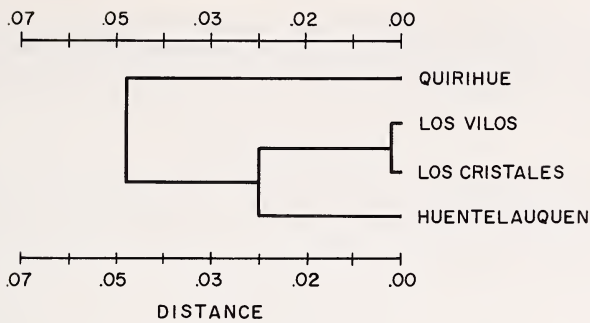 .07 .05 .03 .02 .00
QUIRIHUE
LOS VILOS
LOS CRISTALES
HUENTELAUQUEN
.07 .05 .03 .02 .00
DISTANCE